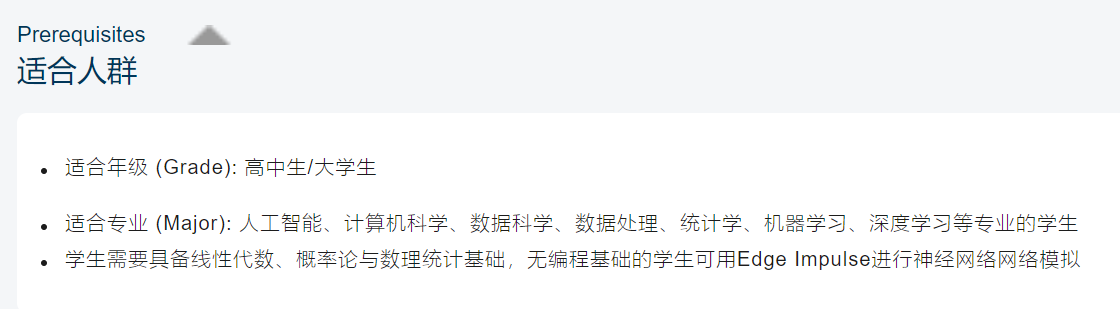 Prerequisites
适合人群
适合年级 (Grade): 高中生/大学生
适合专业 (Major): 人工智能、计算机科学、数据科学、数据处理、统计学、机器学习、深度学习等专业的学生
学生需要具备线性代数、概率论与数理统计基础，无编程基础的学生可用Edge Impulse进行神经网络网络模拟